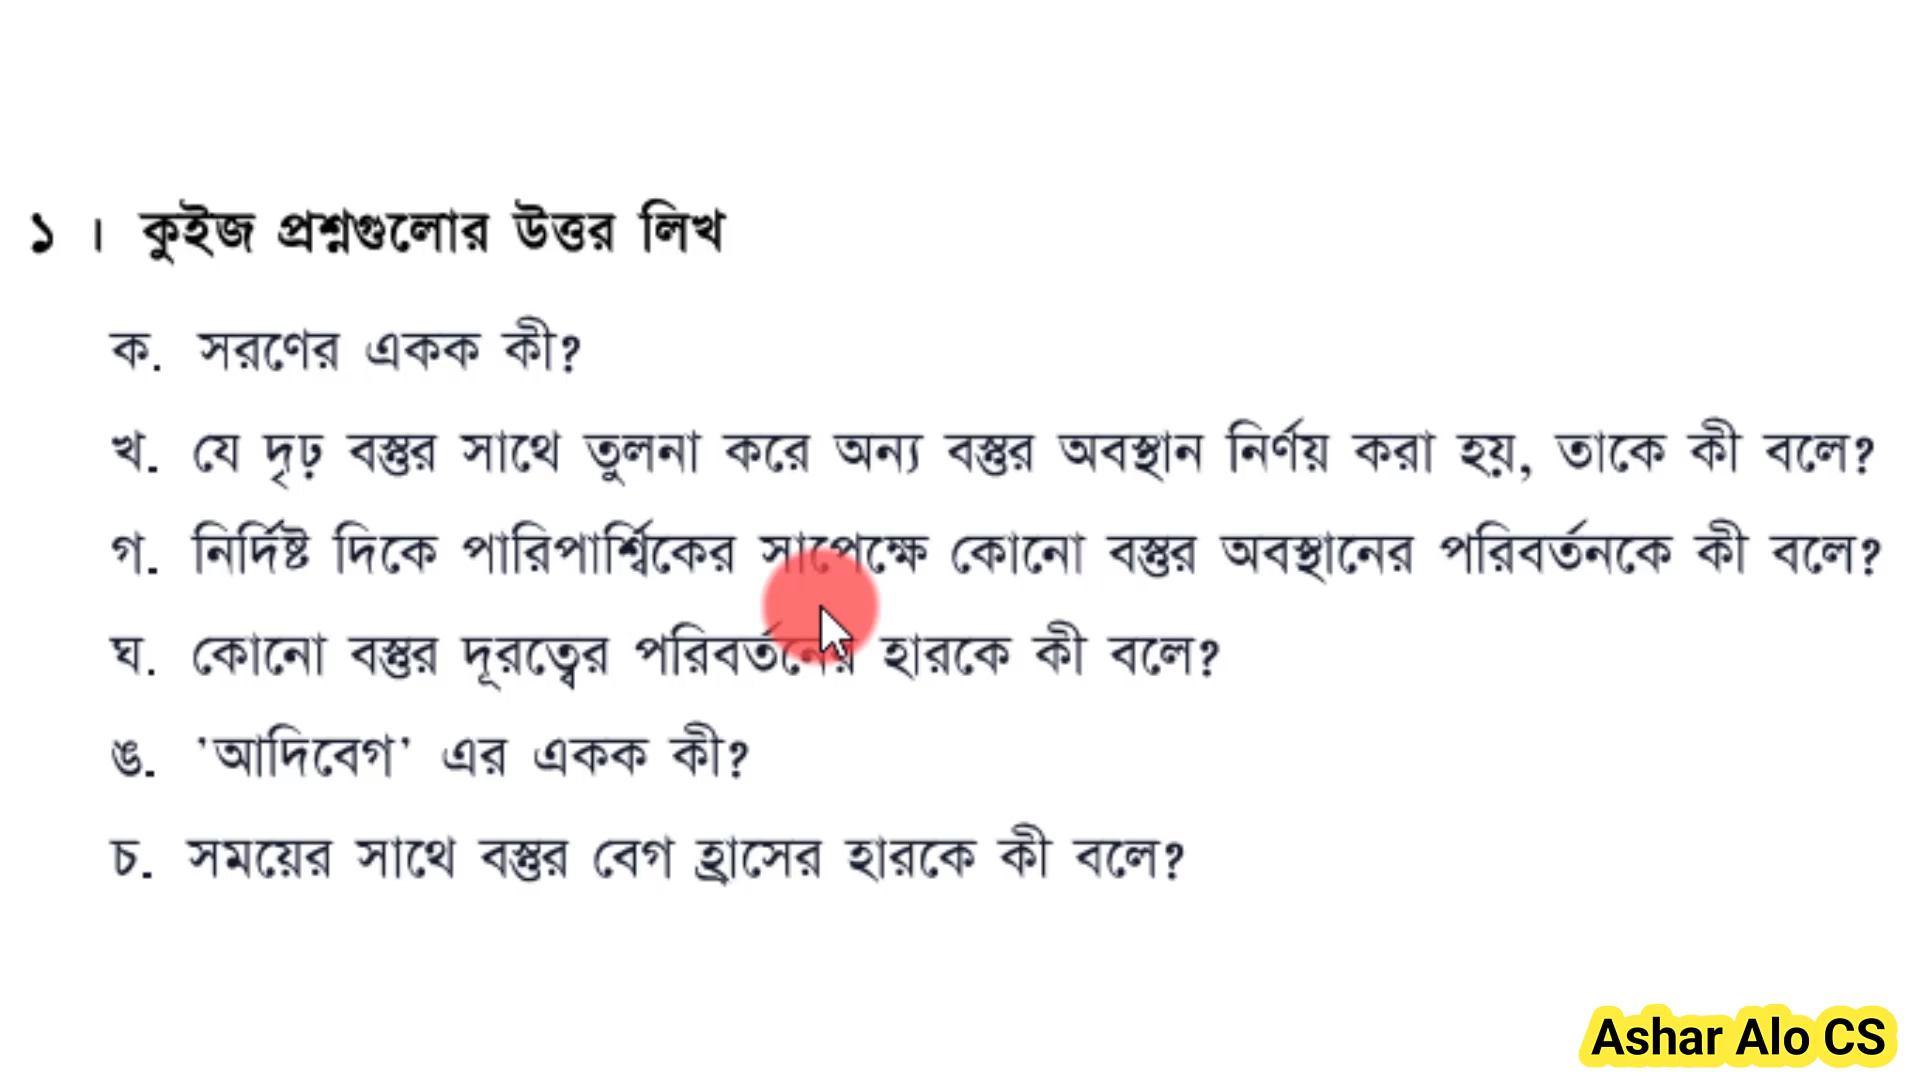 ১। কুইজ প্রশ্নগুলোর উত্তর লিখ
ক. সরণের একক কী?
খ. যে দৃঢ় বস্তুর সাথে তুলনা করে অন্য বস্তুর অবস্থান নির্ণয় করা হয়, তাকে কী বলে?
গ. নির্দিষ্ট দিকে পারিপার্শ্বিকের সাপেক্ষে কোনো বস্তুর অবস্থানের পরিবর্তনকে কী বলে?
ঘ. কোনো বস্তুর দূরত্বের পরিবর্তনের হারকে কী বলে?
ঙ. 'আদিবেগ' এর একক কী?
চ. সময়ের সাথে বস্তুর বেগ হ্রাসের হারকে কী বলে?
Ashar Alo CS